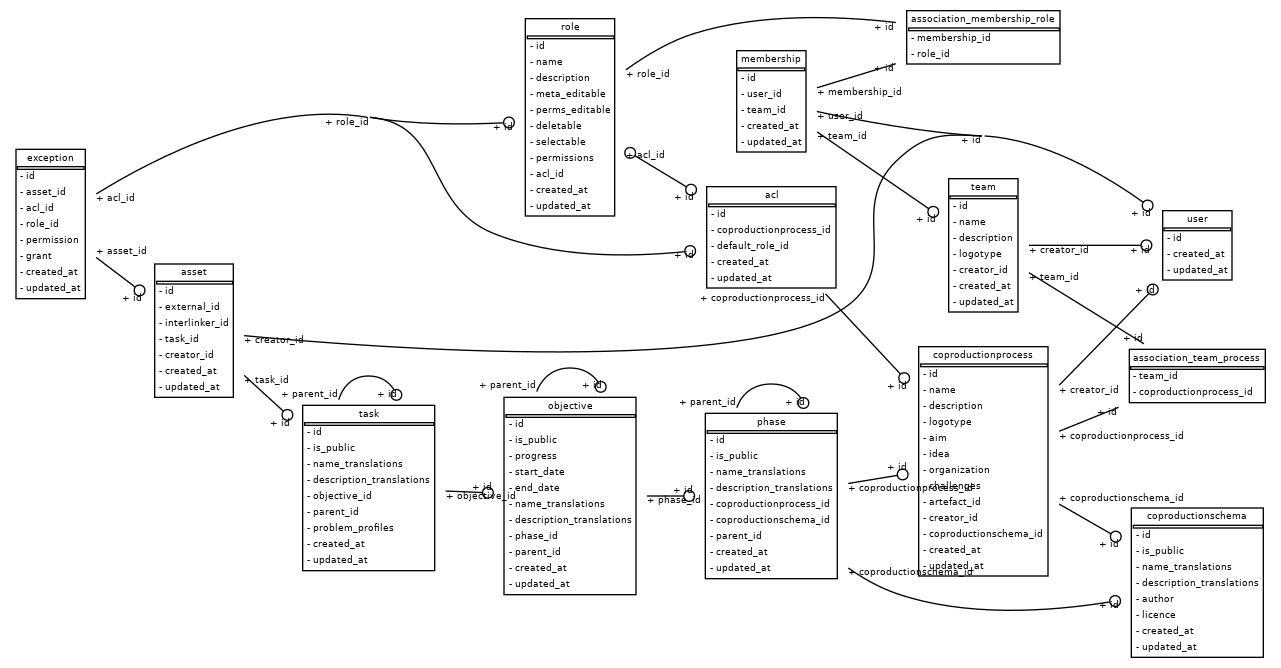 role
- id
- name
- description
- meta_editable
- perms_editable
- deletable
- selectable
- permissions
- acl_id
- created_at
- updated_at
association_membership_role
- membership_id
- role_id
membership
- id
- user_id
- team_id
- created_at
- updated_at
+ id
+ role_id
+ id
+ membership_id
+ user_id
+ team_id
+ id
+ role_id
+ id
+ acl_id
+ id
exception
- id
- asset_id
- acl_id
- role_id
- permission
- grant
- created_at
- updated_at
+ acl_id
+ asset_id
+ id
acl
- id
- coproductionprocess_id
- default_role_id
- created_at
- updated_at
+ id
+ coproductionprocess_id
+ id
team
- id
- name
- description
- logotype
- creator_id
- created_at
- updated_at
+ id
+ creator_id
+ id
+ team_id
+ id
user
- id
- created_at
- updated_at
+ id
+ id
asset
- id
- external_id
- interlinker_id
- task_id
- creator_id
- created_at
- updated_at
+ creator_id
+ task_id
+ id
association_team_process
- team_id
- coproductionprocess_id
+ creator_id
+ id
+ coproductionprocess_id
coproductionprocess
- id
- name
- description
- logotype
- aim
- idea
- organization
- challenges
- artefact_id
- creator_id
- coproductionschema_id
- created_at
- updated_at
+ coproductionschema_id
+ id
+ parent_id
+ id
task
- id
- is_public
- name_translations
- description_translations
- objective_id
- parent_id
- problem_profiles
- created_at
- updated_at
+ id
+ objective_id
+ parent_id
+ id
objective
- id
- is_public
- progress
- start_date
- end_date
- name_translations
- description_translations
- phase_id
- parent_id
- created_at
- updated_at
+ id
+ phase_id
+ parent_id
+ id
phase
- id
- is_public
- name_translations
- description_translations
- coproductionprocess_id
- coproductionschema_id
- parent_id
- created_at
- updated_at
+ id
+ coproductionprocess_id
+ coproductionschema_id
+ id
coproductionschema
- id
- is_public
- name_translations
- description_translations
- author
- licence
- created_at
- updated_at